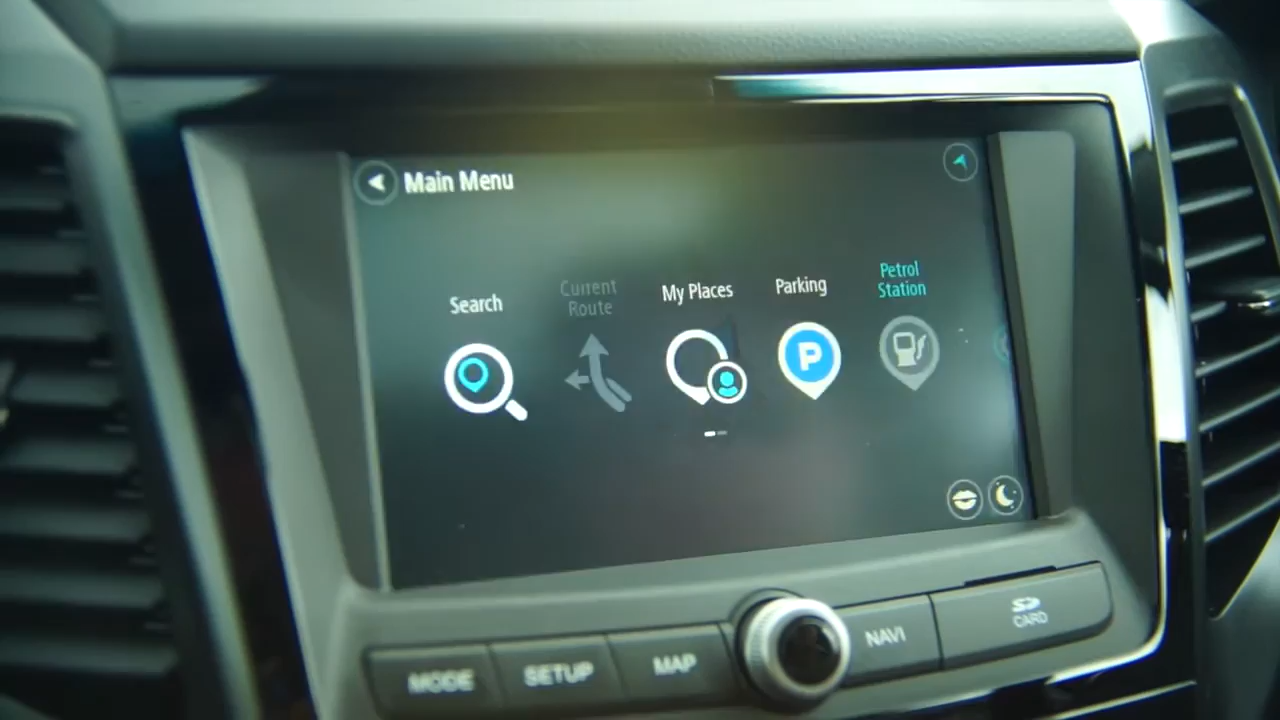 Main Menu
Search
Current
Route
My Places
Parking
Petrol
Station
P
MODE
SETUP
MAP
NAVI
SD
CARD